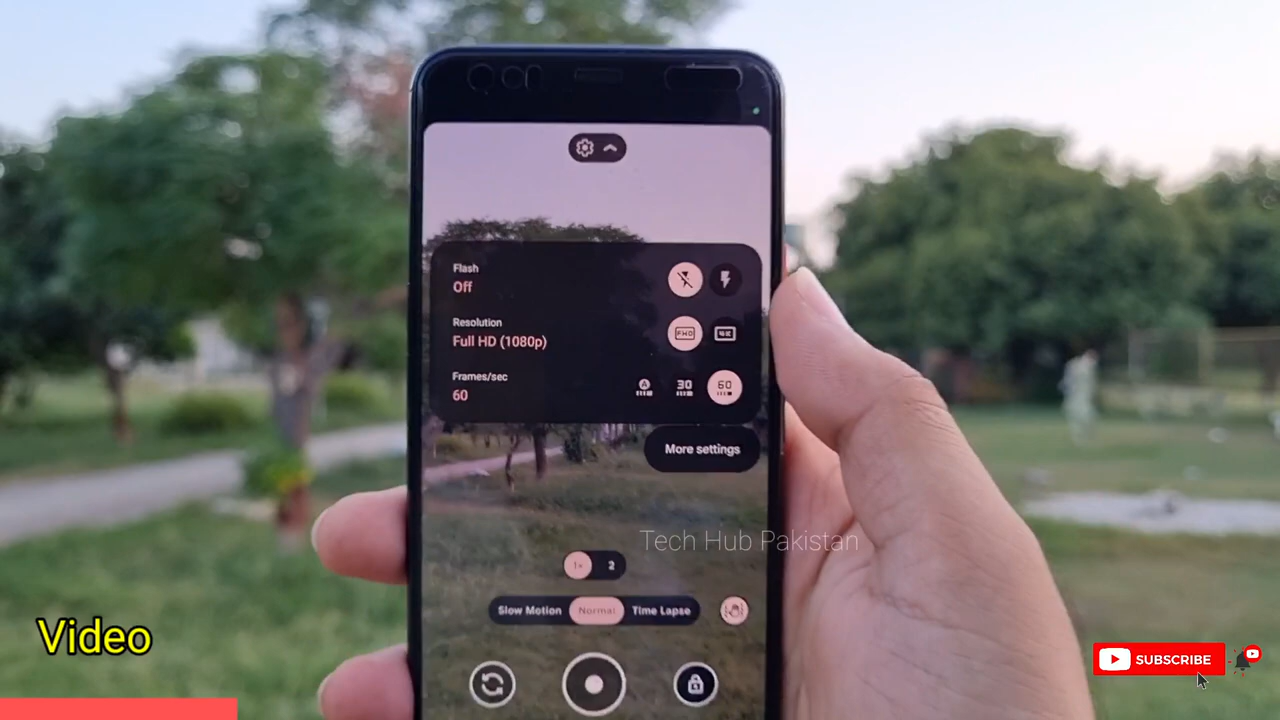 Flash
Off
Resolution
Full HD (1080p)
FHD 4K
Frames/sec
60
A 30 60
More settings
Tech Hub Pakistan
1× 2
Slow Motion Normal Time Lapse
Video
SUBSCRIBE